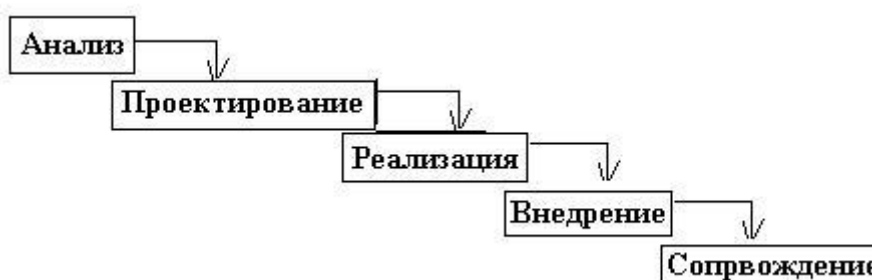 Анализ
Проектирование
Реализация
Внедрение
Сопрвождение